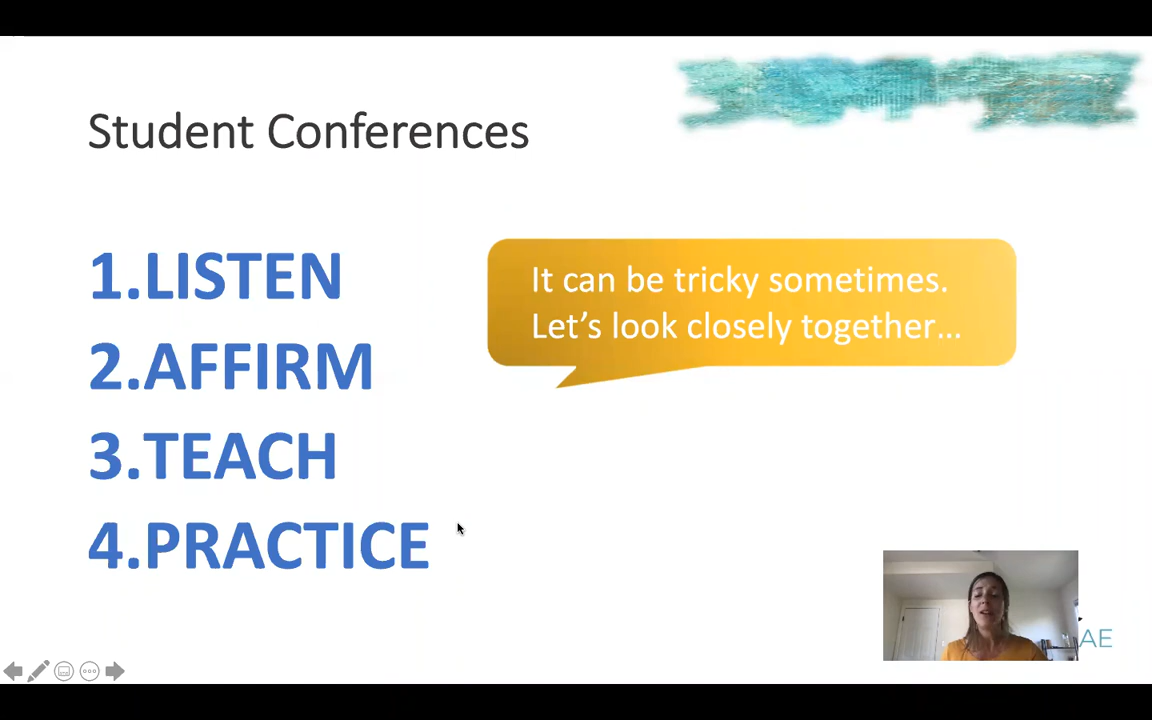 Student Conferences
1.LISTEN
2.AFFIRM
3.TEACH
4.PRACTICE
It can be tricky sometimes.
Let's look closely together…
AE